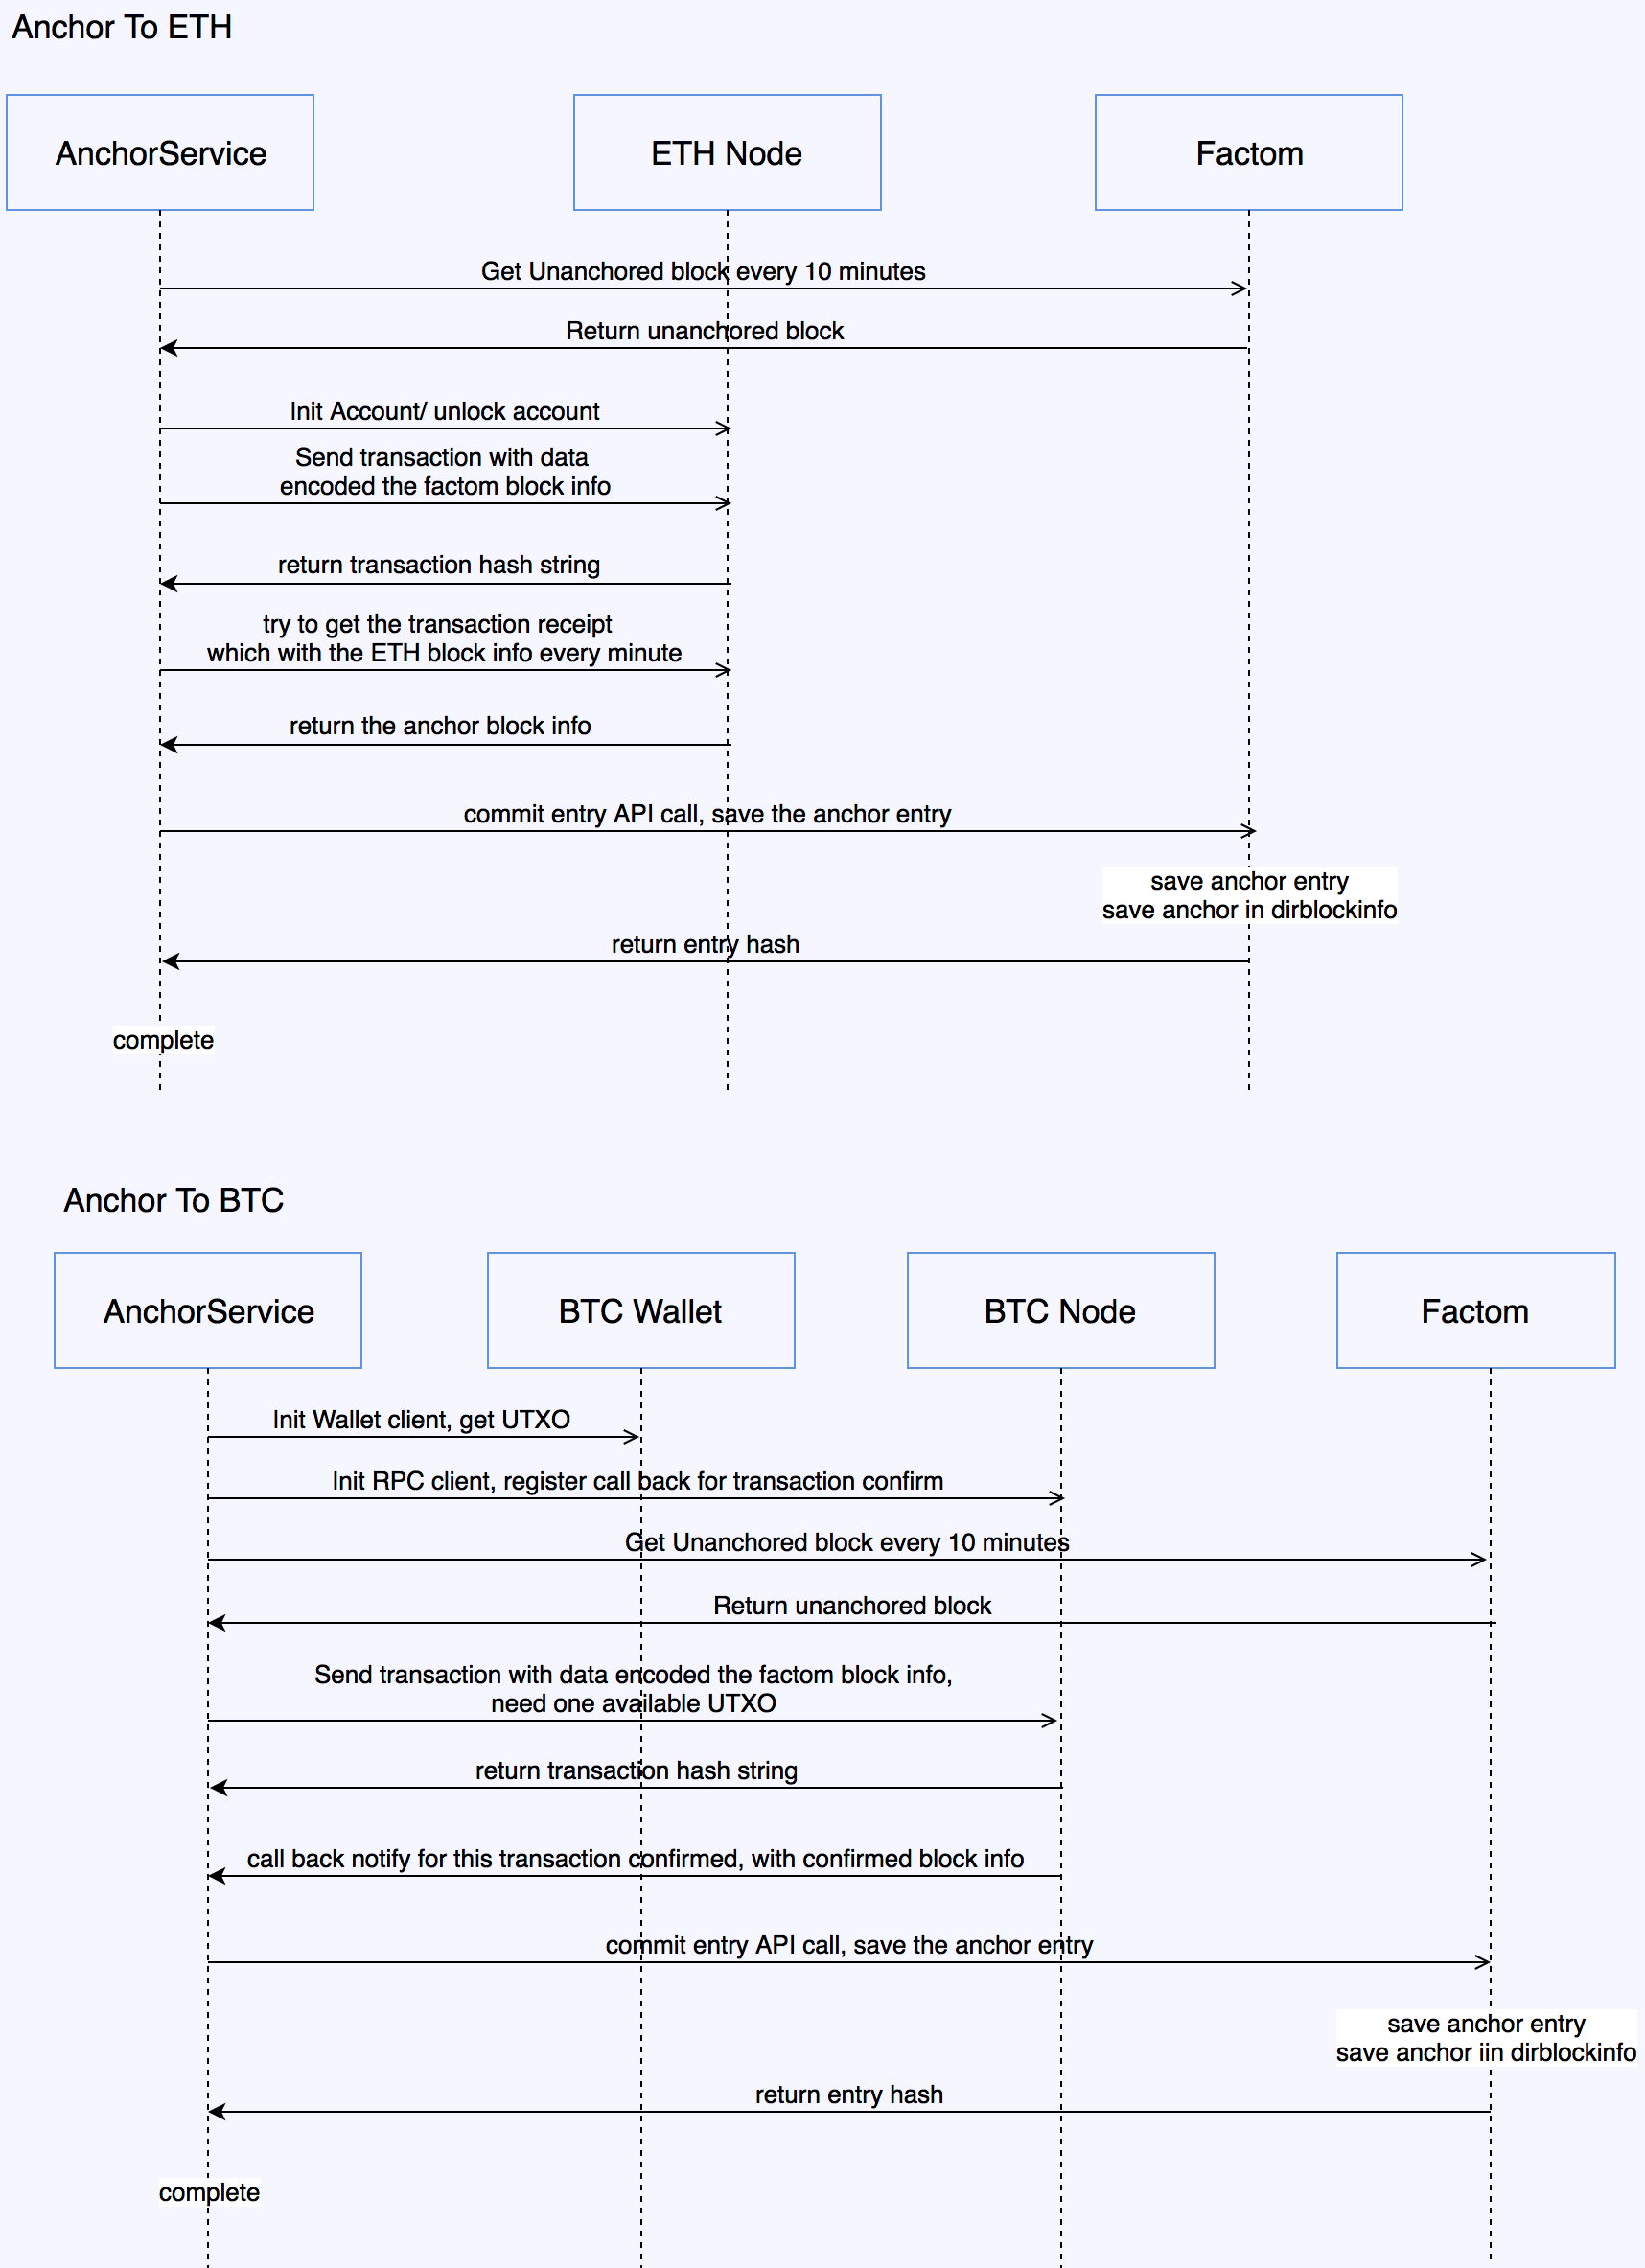 Anchor To ETH
AnchorService
ETH Node
Factom
Get Unanchored block every 10 minutes
Return unanchored block
Init Account/ unlock account
Send transaction with data
encoded the factom block info
return transaction hash string
try to get the transaction receipt
which with the ETH block info every minute
return the anchor block info
commit entry API call, save the anchor entry
save anchor entry
save anchor in dirblockinfo
return entry hash
complete
Anchor To BTC
AnchorService
BTC Wallet
BTC Node
Factom
Init Wallet client, get UTXO
Init RPC client, register call back for transaction confirm
Get Unanchored block every 10 minutes
Return unanchored block
Send transaction with data encoded the factom block info,
need one available UTXO
return transaction hash string
call back notify for this transaction confirmed, with confirmed block info
commit entry API call, save the anchor entry
save anchor entry
save anchor iin dirblockinfo
return entry hash
complete